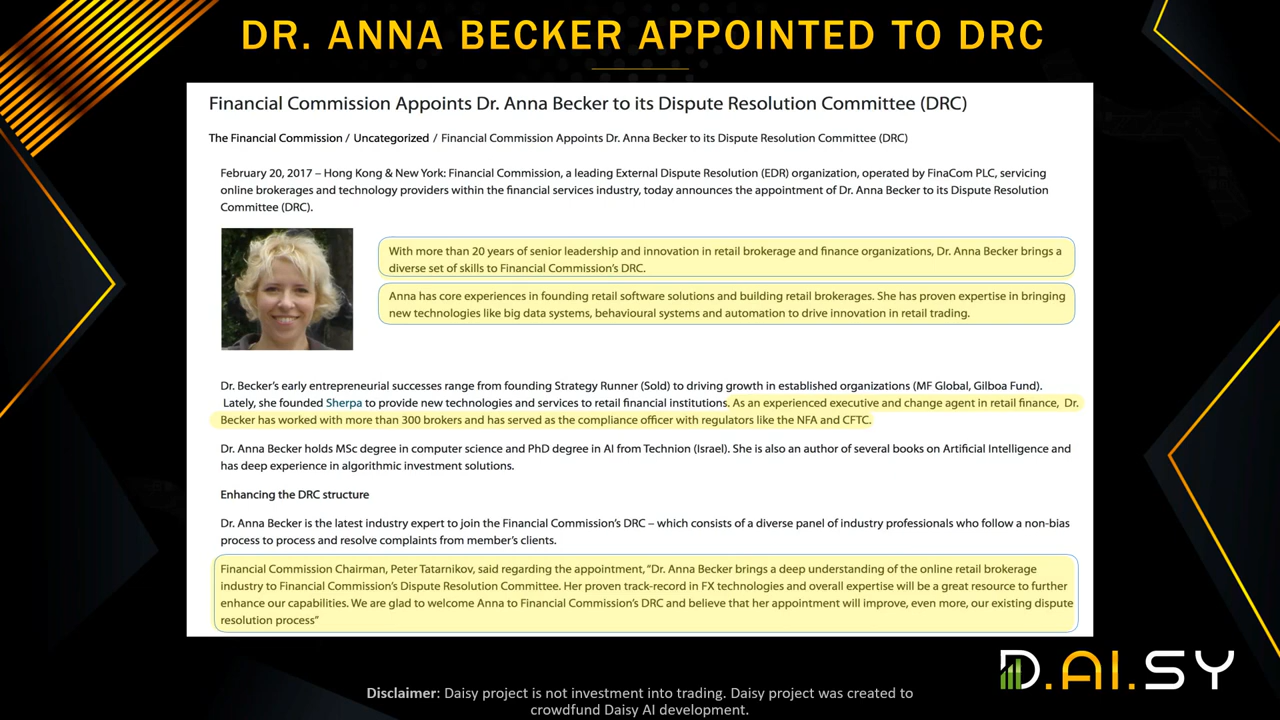 DR. ANNA BECKER APPOINTED TO DRC
Financial Commission Appoints Dr. Anna Becker to its Dispute Resolution Committee (DRC)
The Financial Commission / Uncategorized / Financial Commission Appoints Dr. Anna Becker to its Dispute Resolution Committee (DRC)
February 20, 2017 – Hong Kong & New York: Financial Commission, a leading External Dispute Resolution (EDR) organization, operated by FinaCom PLC, servicing
online brokerages and technology providers within the financial services industry, today announces the appointment of Dr. Anna Becker to its Dispute Resolution
Committee (DRC).
With more than 20 years of senior leadership and innovation in retail brokerage and finance organizations, Dr. Anna Becker brings a
diverse set of skills to Financial Commission's DRC.
Anna has core experiences in founding retail software solutions and building retail brokerages. She has proven expertise in bringing
new technologies like big data systems, behavioural systems and automation to drive innovation in retail trading.
Dr. Becker's early entrepreneurial successes range from founding Strategy Runner (Sold) to driving growth in established organizations (MF Global, Gilboa Fund).
Lately, she founded Sherpa to provide new technologies and services to retail financial institutions. As an experienced executive and change agent in retail finance, Dr.
Becker has worked with more than 300 brokers and has served as the compliance officer with regulators like the NFA and CFTC.
Dr. Anna Becker holds MSc degree in computer science and PhD degree in AI from Technion (Israel). She is also an author of several books on Artificial Intelligence and
has deep experience in algorithmic investment solutions.
Enhancing the DRC structure
Dr. Anna Becker is the latest industry expert to join the Financial Commission's DRC – which consists of a diverse panel of industry professionals who follow a non-bias
process to process and resolve complaints from member's clients.
Financial Commission Chairman, Peter Tatarnikov, said regarding the appointment, "Dr. Anna Becker brings a deep understanding of the online retail brokerage
industry to Financial Commission's Dispute Resolution Committee. Her proven track-record in FX technologies and overall expertise will be a great resource to further
enhance our capabilities. We are glad to welcome Anna to Financial Commission's DRC and believe that her appointment will improve, even more, our existing dispute
resolution process"
D.AI.SY
Disclaimer: Daisy project is not investment into trading. Daisy project was created to
crowdfund Daisy AI development.